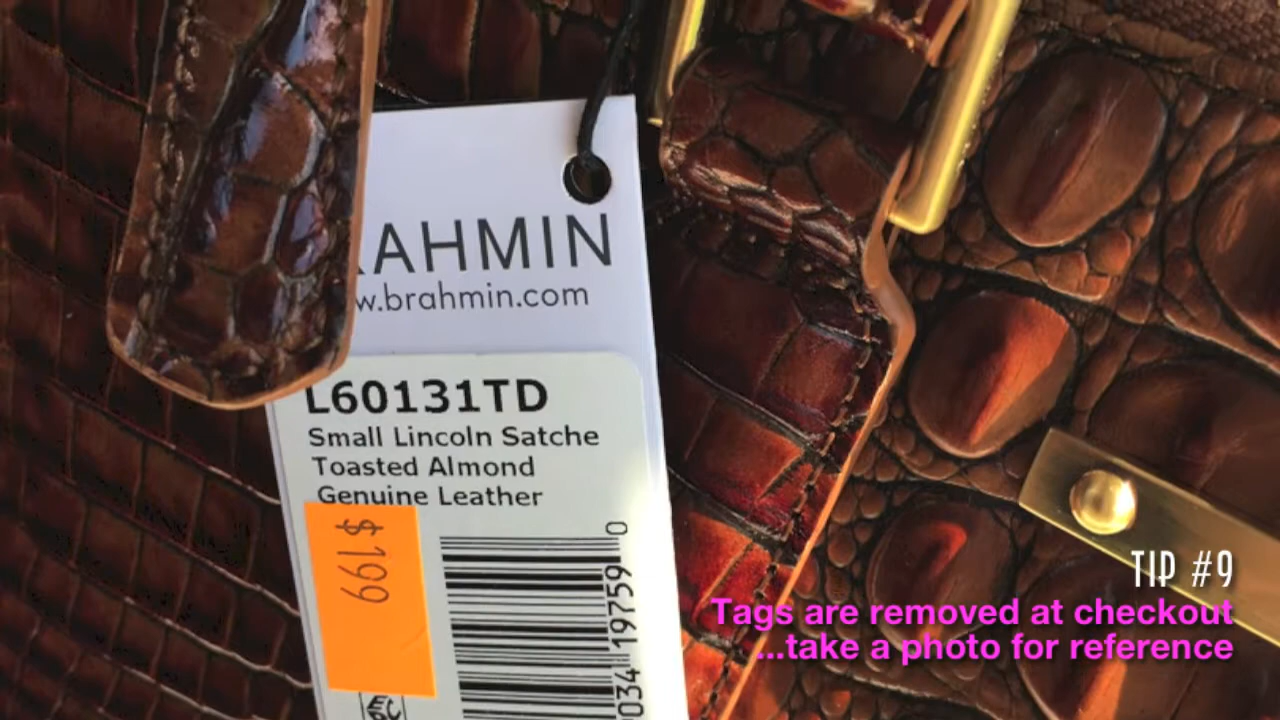 RAHMIN
w.brahmin.com
L60131TD
Small Lincoln Satche
Toasted Almond
Genuine Leather
$199
034 19759 0
TIP #9
Tags are removed at checkout
...take a photo for reference